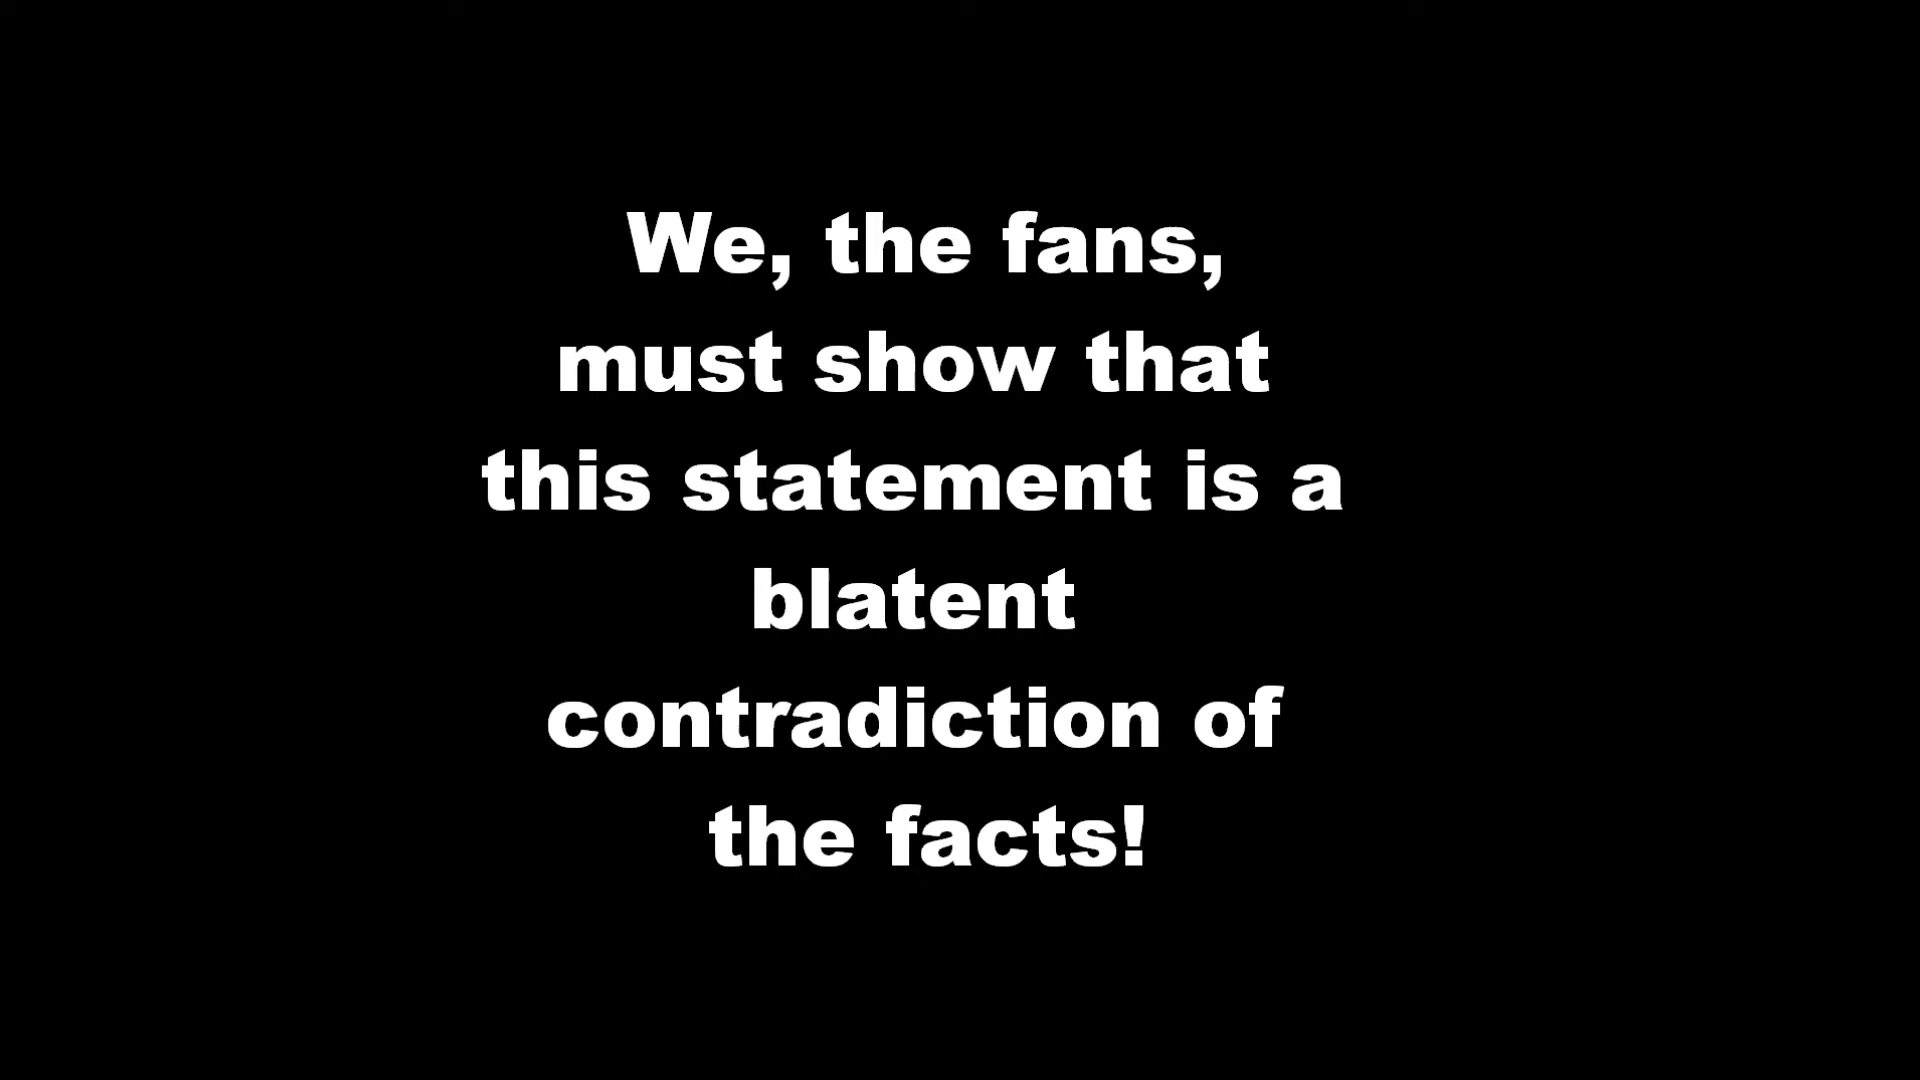 We, the fans,
must show that
this statement is a
blatent
contradiction of
the facts!